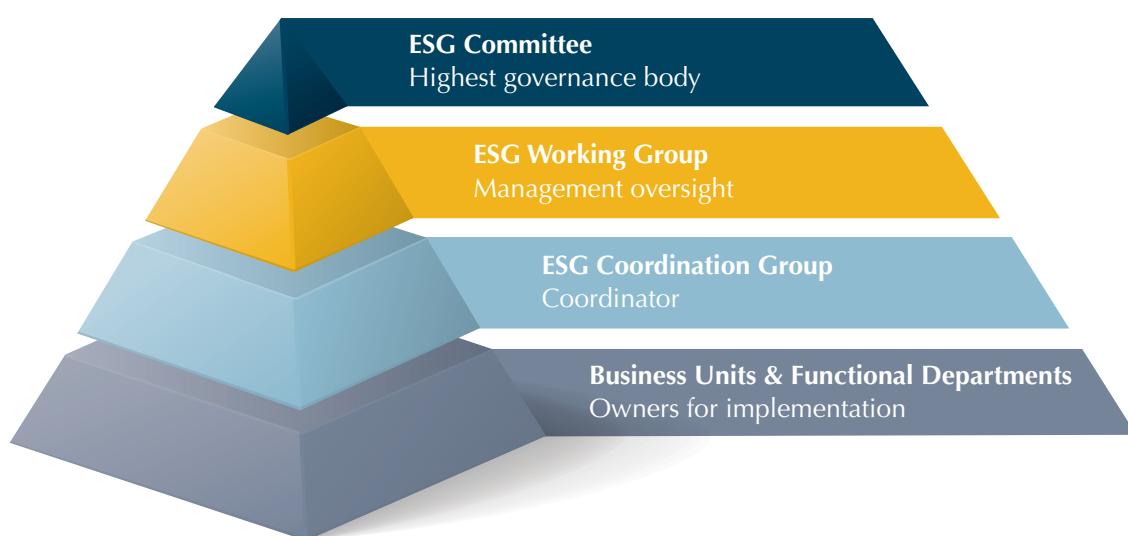 ESG Committee
Highest governance body
ESG Working Group
Management oversight
ESG Coordination Group
Coordinator
Business Units & Functional Departments
Owners for implementation